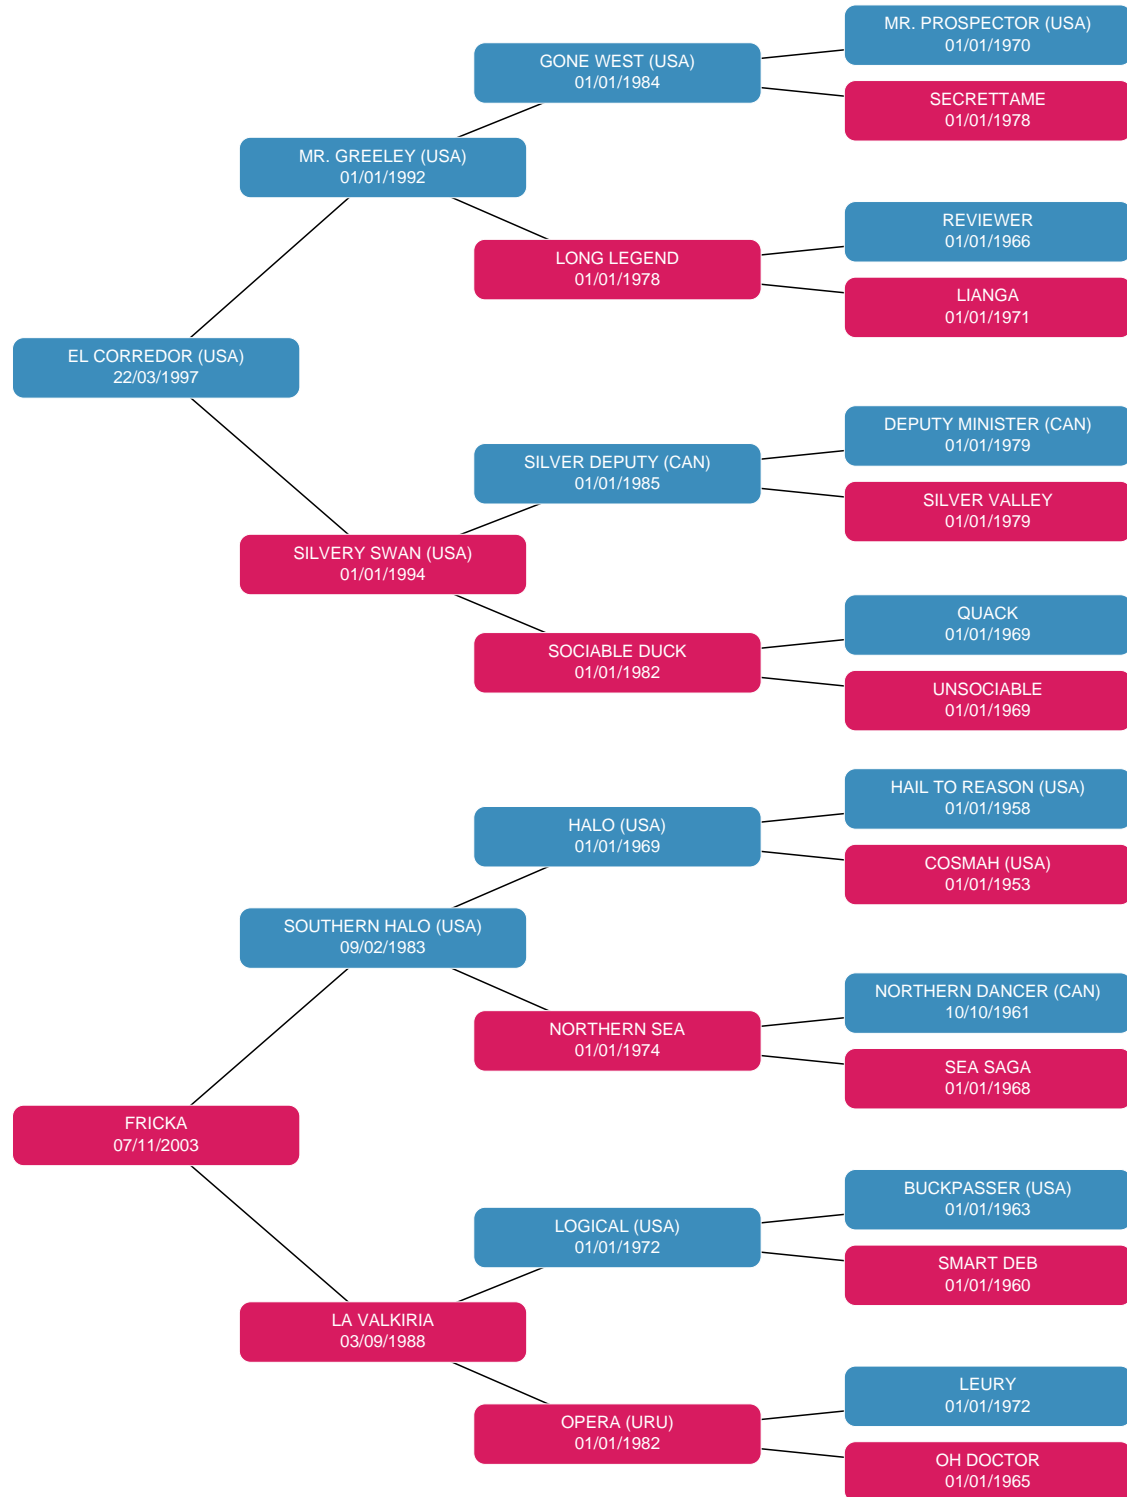 MR. PROSPECTOR (USA)
01/01/1970
GONE WEST (USA)
01/01/1984
SECRETTAME
01/01/1978
MR. GREELEY (USA)
01/01/1992
REVIEWER
01/01/1966
LONG LEGEND
01/01/1978
LIANGA
01/01/1971
EL CORREDOR (USA)
22/03/1997
DEPUTY MINISTER (CAN)
01/01/1979
SILVER DEPUTY (CAN)
01/01/1985
SILVER VALLEY
01/01/1979
SILVERY SWAN (USA)
01/01/1994
QUACK
01/01/1969
SOCIABLE DUCK
01/01/1982
UNSOCIABLE
01/01/1969
HAIL TO REASON (USA)
01/01/1958
HALO (USA)
01/01/1969
COSMAH (USA)
01/01/1953
SOUTHERN HALO (USA)
09/02/1983
NORTHERN DANCER (CAN)
10/10/1961
NORTHERN SEA
01/01/1974
SEA SAGA
01/01/1968
FRICKA
07/11/2003
BUCKPASSER (USA)
01/01/1963
LOGICAL (USA)
01/01/1972
SMART DEB
01/01/1960
LA VALKIRIA
03/09/1988
LEURY
01/01/1972
OPERA (URU)
01/01/1982
OH DOCTOR
01/01/1965